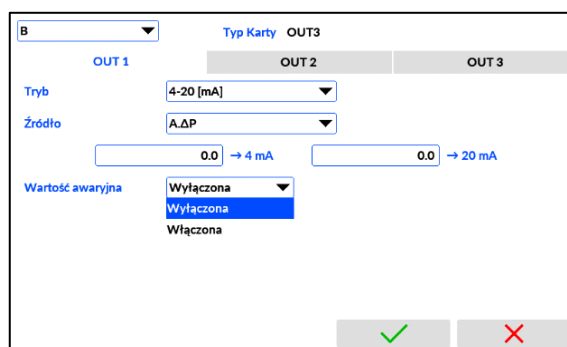 B Typ Karty OUT3
OUT 1 OUT 2 OUT 3
Tryb 4-20 [mA]
Źródło A.ΔP
0.0 → 4 mA 0.0 → 20 mA
Wartość awaryjna Wyłączona
Wyłączona
Włączona